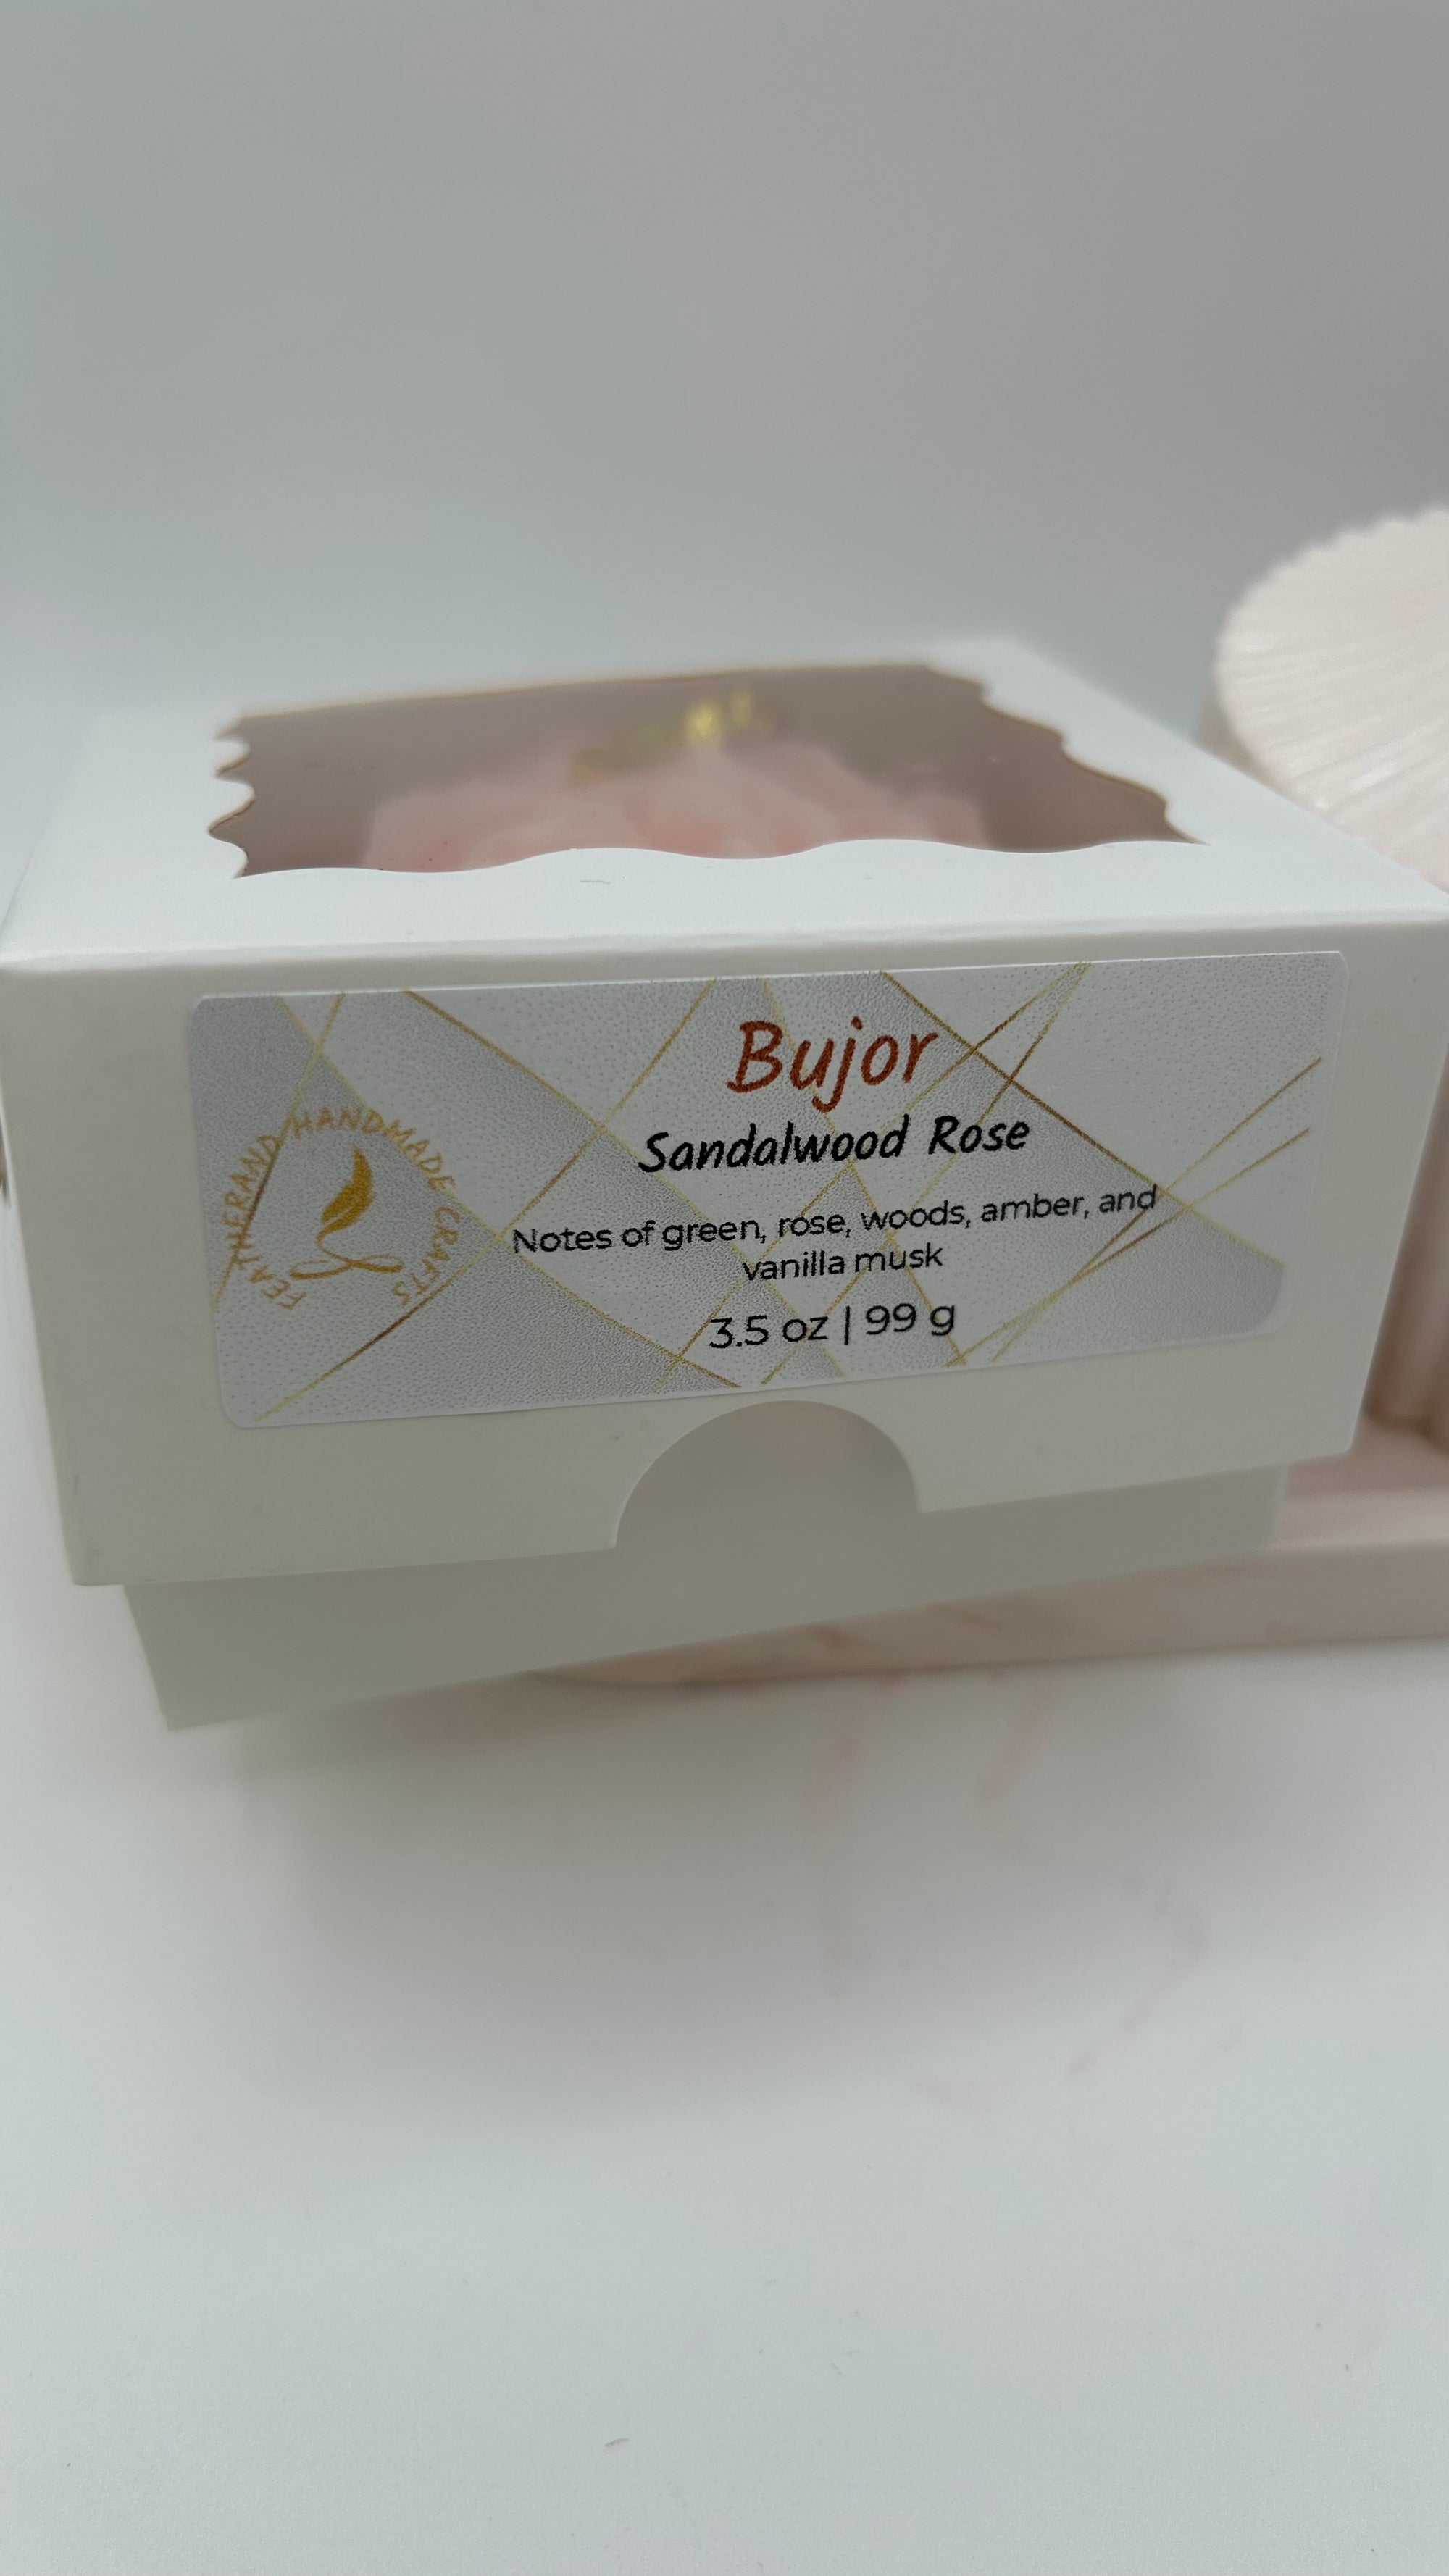 FEATHERAND HANDMADE CRAFTS
Bujor
Sandalwood Rose
Notes of green, rose, woods, amber, and
vanilla musk
3.5 oz | 99 g